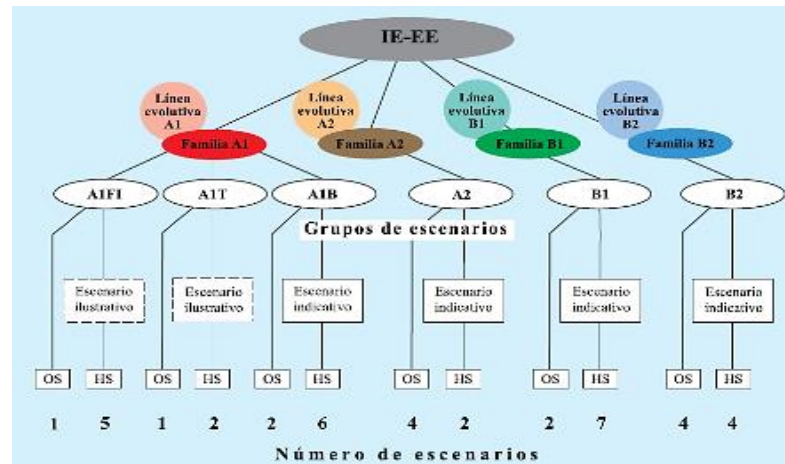 IE-EE
Línea evolutiva A1
Línea evolutiva A2
Línea evolutiva B1
Línea evolutiva B2
Familia A1
Familia A2
Familia B1
Familia B2
A1FI
A1T
A1B
A2
B1
B2
Grupos de escenarios
Escenario ilustrativo
Escenario ilustrativo
Escenario indicativo
Escenario indicativo
Escenario indicativo
Escenario indicativo
OS HS OS HS OS HS OS HS OS HS OS HS
1 5 1 2 2 6 4 2 2 7 4 4
Número de escenarios